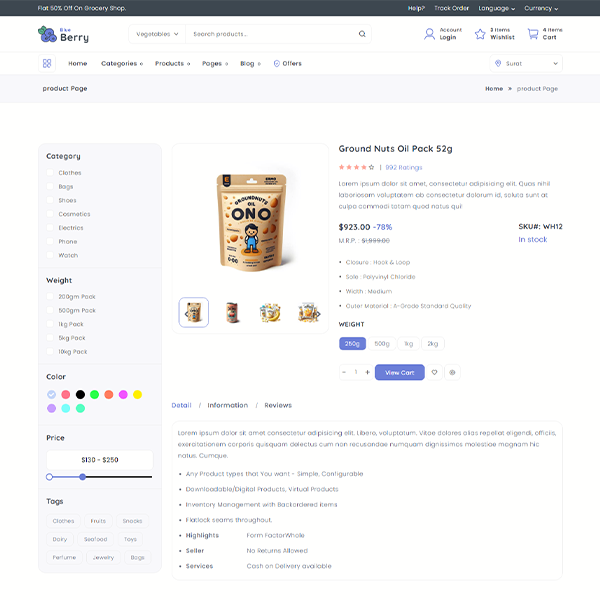 Flat 50% Off On Grocery Shop.
Help? Track Order Language Currency
Blue
Berry
Vegetables Search products...
Account
Login
3 Items
Wishlist
4 Items
Cart
Home Categories Products Pages Blog Offers
Surat
product Page
Home » product Page
Category
Clothes
Bags
Shoes
Cosmetics
Electrics
Phone
Watch
Weight
200gm Pack
500gm Pack
1kg Pack
5kg Pack
10kg Pack
Color
Price
$130 - $250
Tags
Clothes Fruits Snacks
Dairy Seafood Toys
Perfume Jewelry Bags
GROUNDNUTS
OIL
ONO
Ground Nuts Oil Pack 52g
| 992 Ratings
Lorem ipsum dolor sit amet, consectetur adipisicing elit. Quas nihil
laboriosam voluptatem ab consectetur dolorum id, soluta sunt at
culpa commodi totam quod natus qui!
$923.00 -78%
M.R.P. : $1,999.00
SKU#: WH12
In stock
Closure : Hook & Loop
Sole : Polyvinyl Chloride
Width : Medium
Outer Material : A-Grade Standard Quality
WEIGHT
250g 500g 1kg 2kg
- 1 + View Cart
Detail / Information / Reviews
Lorem ipsum dolor sit amet, consectetur adipisicing elit. Libero, voluptatum. Vitae dolores alias repellat eligendi, officiis,
exercitationem corporis quisquam delectus cum non recusandae numquam dignissimos molestiae magnam hic
natus. Cumque.
Any Product types that You want - Simple, Configurable
Downloadable/Digital Products, Virtual Products
Inventory Management with Backordered items
Flatlock seams throughout.
Highlights Form FactorWhole
Seller No Returns Allowed
Services Cash on Delivery available